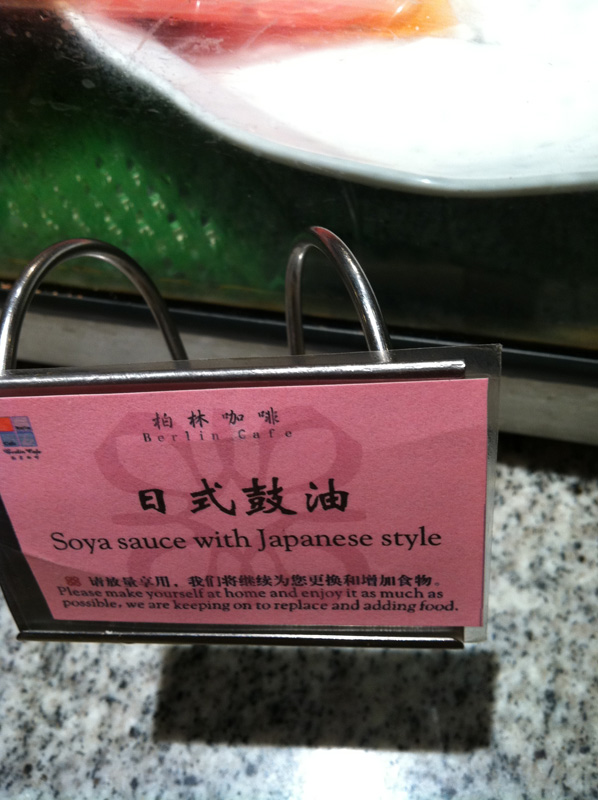 柏林咖啡
Berlin Cafe
日式鼓油
Soya sauce with Japanese style
※ 请放量享用，我们将继续为您更换和增加食物。
Please make yourself at home and enjoy it as much as
possible, we are keeping on to replace and adding food.